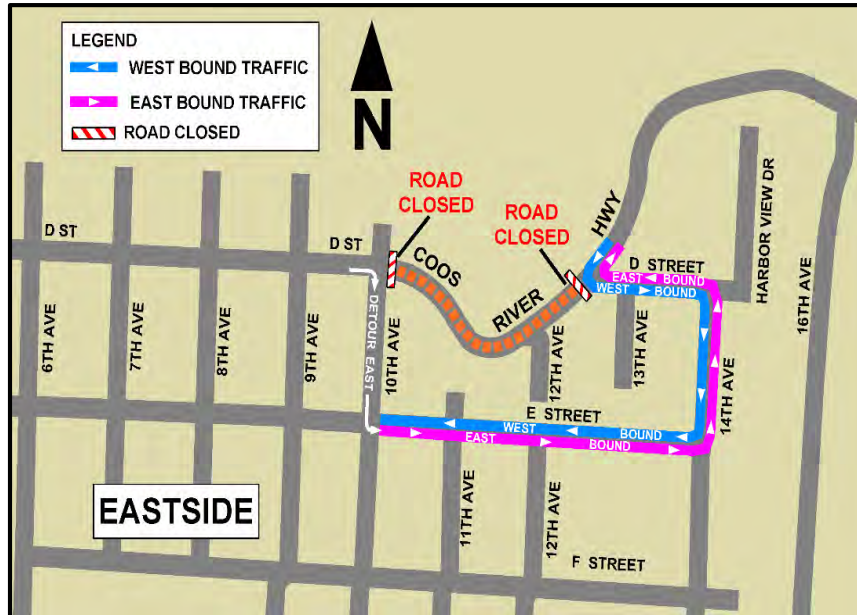 LEGEND
WEST BOUND TRAFFIC
EAST BOUND TRAFFIC
ROAD CLOSED
N
ROAD
CLOSED
ROAD
CLOSED
HWY
HARBOR VIEW DR
16TH AVE
D ST
D ST
COOS
RIVER
D STREET
EAST BOUND
WEST BOUND
DETOUR EAST
6TH AVE
7TH AVE
8TH AVE
9TH AVE
10TH AVE
12TH AVE
13TH AVE
14TH AVE
E STREET
WEST BOUND
EAST BOUND
EASTSIDE
11TH AVE
12TH AVE
F STREET